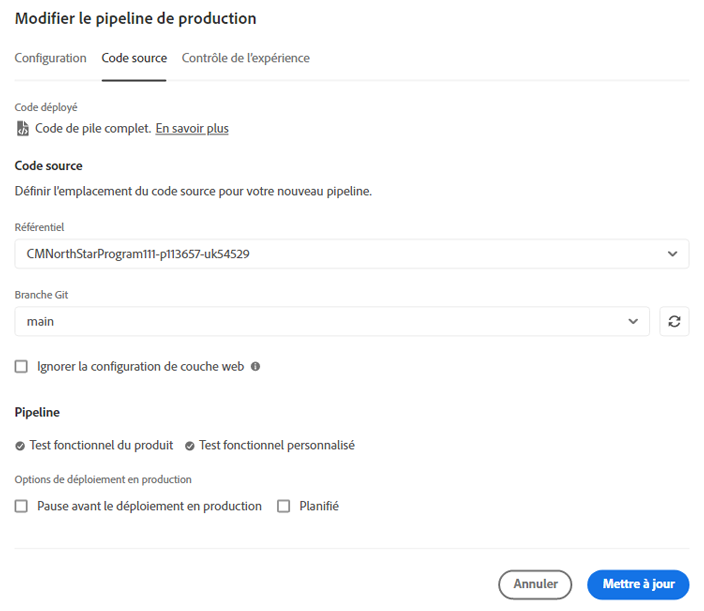 Modifier le pipeline de production
Configuration Code source Contrôle de l'expérience
Code déployé
Code de pile complet. En savoir plus
Code source
Définir l'emplacement du code source pour votre nouveau pipeline.
Référentiel
CMNorthStarProgram111-p113657-uk54529
Branche Git
main
Ignorer la configuration de couche web
Pipeline
Test fonctionnel du produit Test fonctionnel personnalisé
Options de déploiement en production
Pause avant le déploiement en production Planifié
Annuler Mettre à jour